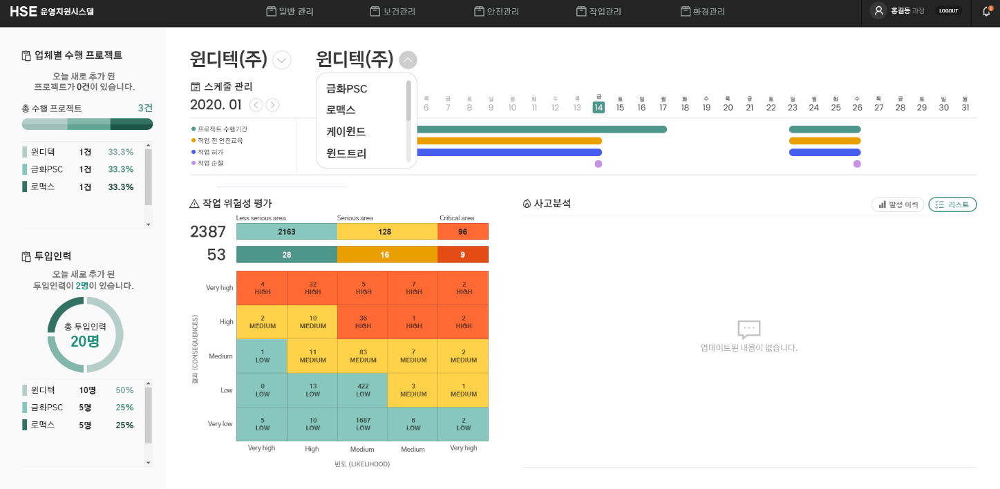 HSE 운영지원시스템
일반 관리
보건관리
안전관리
작업관리
환경관리
홍길동 과장
LOGOUT
업체별 수행 프로젝트
오늘 새로 추가 된
프로젝트가 0건이 있습니다.
총 수행 프로젝트 3건
윈디텍 1건 33.3%
금화PSC 1건 33.3%
로맥스 1건 33.3%
투입인력
오늘 새로 추가 된
투입인력이 2명이 있습니다.
총 투입인력
20명
윈디텍 10명 50%
금화PSC 5명 25%
로맥스 5명 25%
윈디텍(주)
윈디텍(주)
금화PSC
로맥스
케이윈드
윈드트리
스케줄 관리
2020. 01
목 금 토 일 월 화 수 목 금 토 일 월 화 수 목 금 토 일 월 화 수 목 금 토 일 월
6 7 8 9 10 11 12 13 14 15 16 17 18 19 20 21 22 23 24 25 26 27 28 29 30 31
프로젝트 수행기간
작업 전 안전교육
작업 허가
작업 순찰
작업 위험성 평가
Less serious area Serious area Critical area
2387 2163 128 96
53 28 16 9
결과 (CONSEQUENCES)
Very high
4 32 5 7 2
HIGH HIGH HIGH HIGH HIGH
High
2 10 36 1 2
MEDIUM MEDIUM HIGH HIGH HIGH
Medium
1 11 83 7 2
LOW MEDIUM MEDIUM MEDIUM MEDIUM
Low
0 13 422 3 1
LOW LOW LOW MEDIUM MEDIUM
Very low
5 10 1687 6 2
LOW LOW LOW LOW LOW
Very high High Medium Medium Very high
빈도 (LIKELIHOOD)
사고분석
발생 이력
리스트
업데이트된 내용이 없습니다.